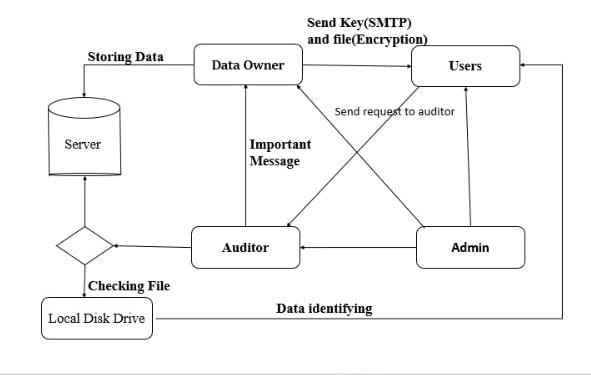 Send Key(SMTP)
and file(Encryption)
Storing Data
Data Owner
Users
Send request to auditor
Server
Important
Message
Auditor
Admin
Checking File
Local Disk Drive
Data identifying